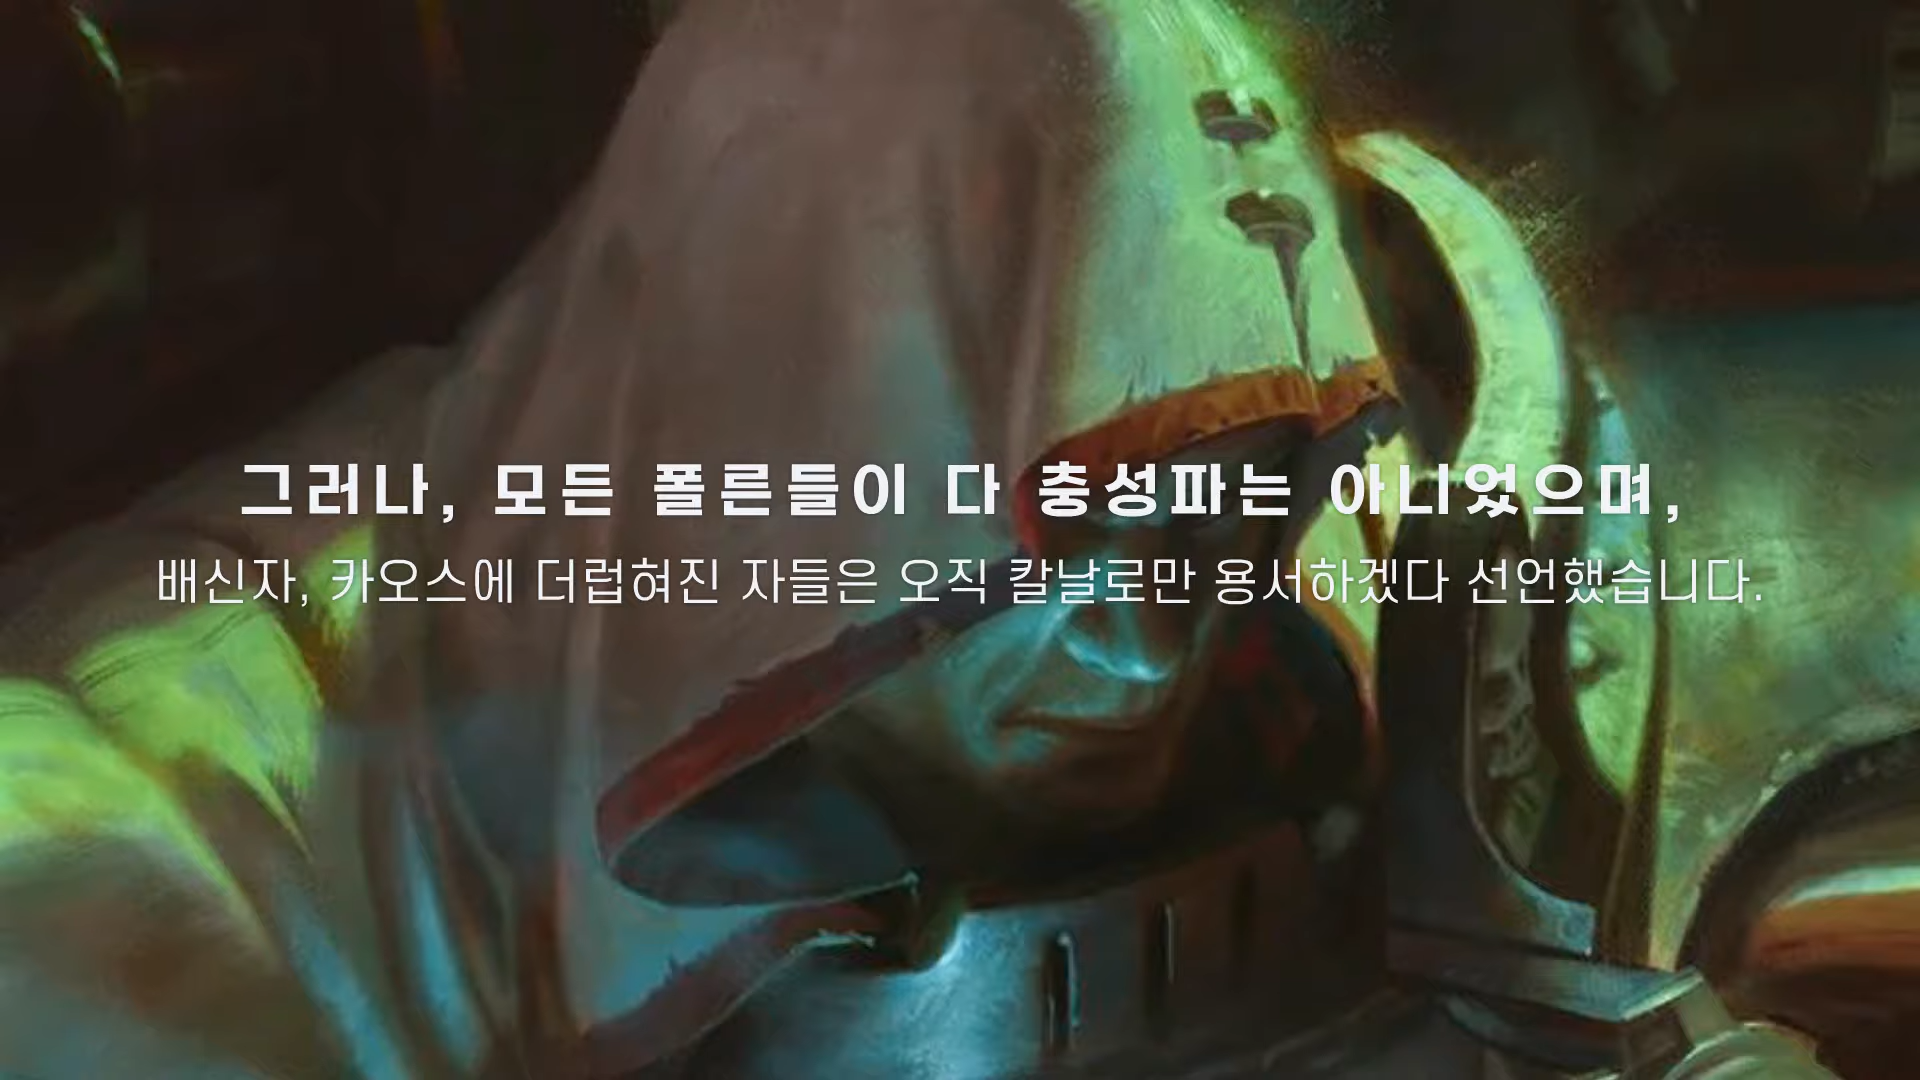 그러나, 모든 폴른들이 다 충성파는 아니었으며,
배신자, 카오스에 더럽혀진 자들은 오직 칼날로만 용서하겠다 선언했습니다.